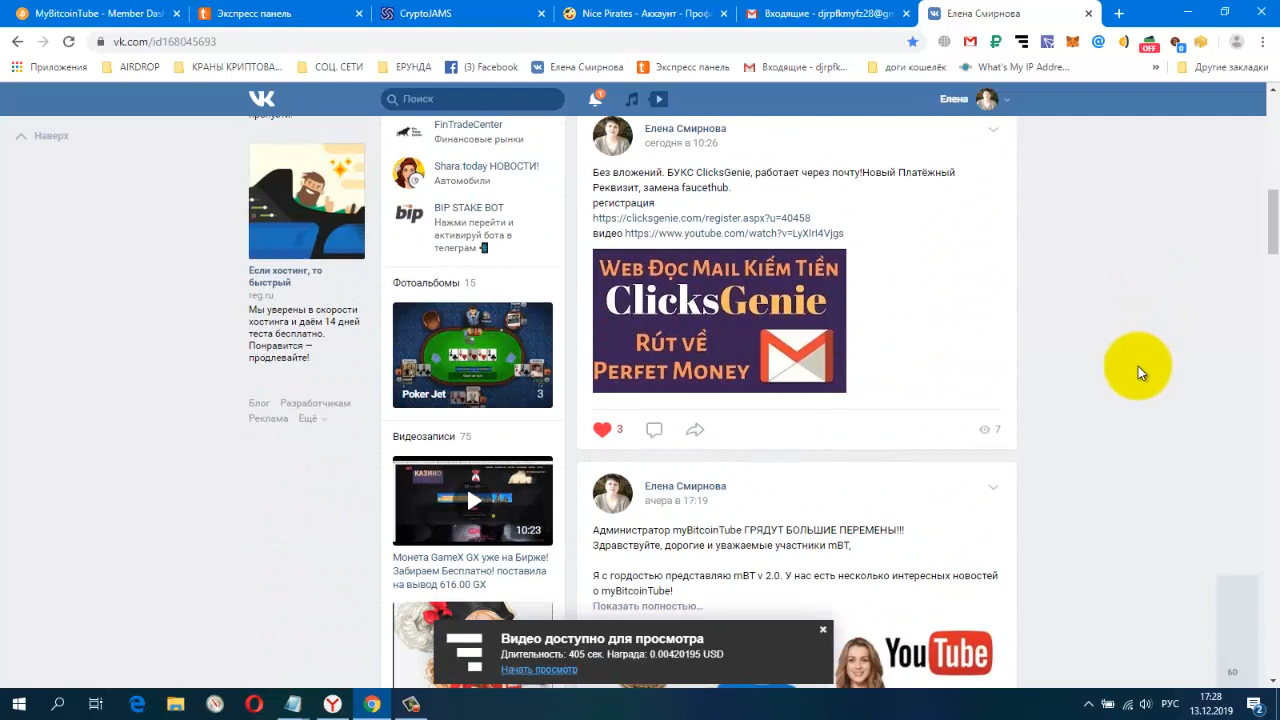 MyBitcoinTube - Member Das
Экспресс панель
CryptoJAMS
Nice Pirates - Аккаунт - Проф
Входящие - djrpfkmyfz28@gm
Елена Смирнова
vk.com/id168045693
OFF
0
Приложения
AIRDROP
КРАНЫ КРИПТОВА...
СОЦ. СЕТИ
ЕРУНДА
(3) Facebook
Елена Смирнова
Экспресс панель
Входящие - djrpfk...
доги кошелёк
What's My IP Addre...
»
Другие закладки
Поиск
1
Елена
Наверх
Если хостинг, то
быстрый
reg.ru
Мы уверены в скорости
хостинга и даём 14 дней
теста бесплатно.
Понравится —
продлевайте!
Блог Разработчикам
Реклама Ещё
FinTradeCenter
Финансовые рынки
Shara.today НОВОСТИ!
Автомобили
bip
BIP STAKE BOT
Нажми перейти и
активируй бота в
телеграм
Фотоальбомы 15
Poker Jet 3
Видеозаписи 75
КАЗИНО
10:23
Монета GameX GX уже на Бирже!
Забираем Бесплатно! поставила
на вывод 616.00 GX
Елена Смирнова
сегодня в 10:26
Без вложений. БУКС ClicksGenie, работает через почту!Новый Платёжный
Реквизит, замена faucethub.
регистрация
https://clicksgenie.com/register.aspx?u=40458
видео https://www.youtube.com/watch?v=LyXlrI4Vjgs
WEB ĐỌC MAIL KIẾM TIỀN
ClicksGenie
RÚT VỀ
PERFET MONEY
3
7
Елена Смирнова
вчера в 17:19
Администратор myBitcoinTube ГРЯДУТ БОЛЬШИЕ ПЕРЕМЕНЫ!!!
Здравствуйте, дорогие и уважаемые участники mBT,
Я с гордостью представляю mBT v 2.0. У нас есть несколько интересных новостей
о myBitcoinTube!
Показать полностью...
YouTube
Видео доступно для просмотра
Длительность: 405 сек. Награда: 0.00420195 USD
Начать просмотр
60
РУС
17:28
13.12.2019
2